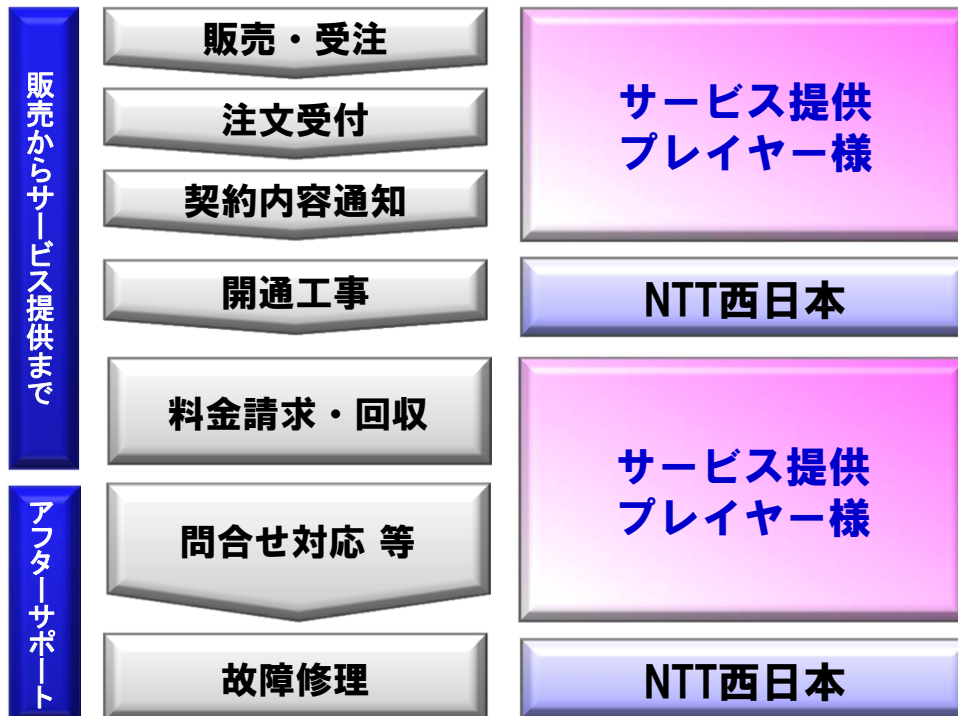 販売からサービス提供まで
販売・受注
注文受付
契約内容通知
サービス提供
プレイヤー様
開通工事
NTT西日本
料金請求・回収
サービス提供
プレイヤー様
アフターサポート
問合せ対応 等
故障修理
NTT西日本